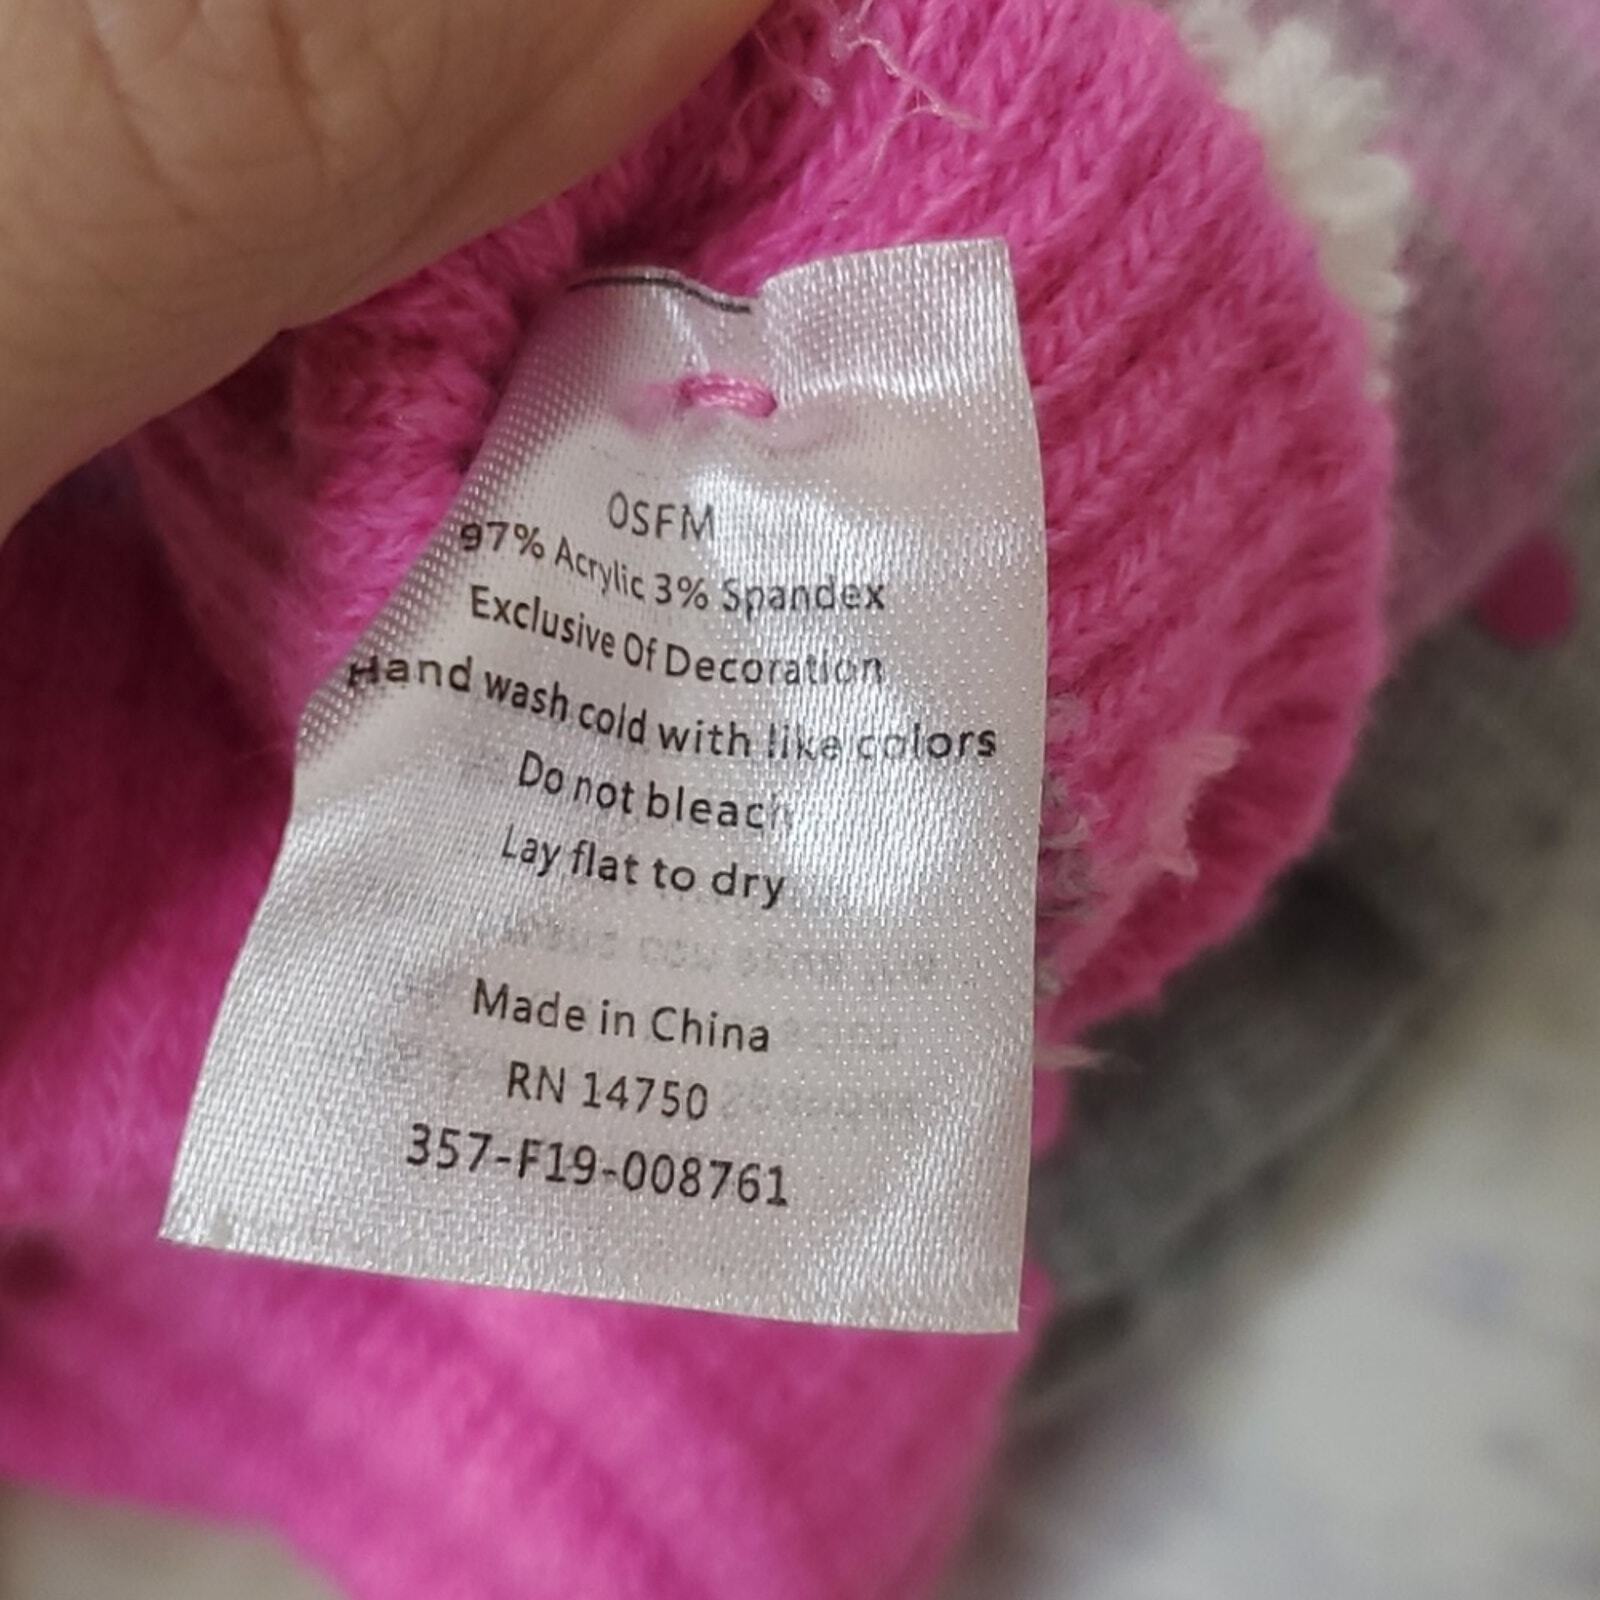 OSFM
97% Acrylic 3% Spandex
Exclusive Of Decoration
Hand wash cold with like colors
Do not bleach
Lay flat to dry
Made in China
RN 14750
357-F19-008761